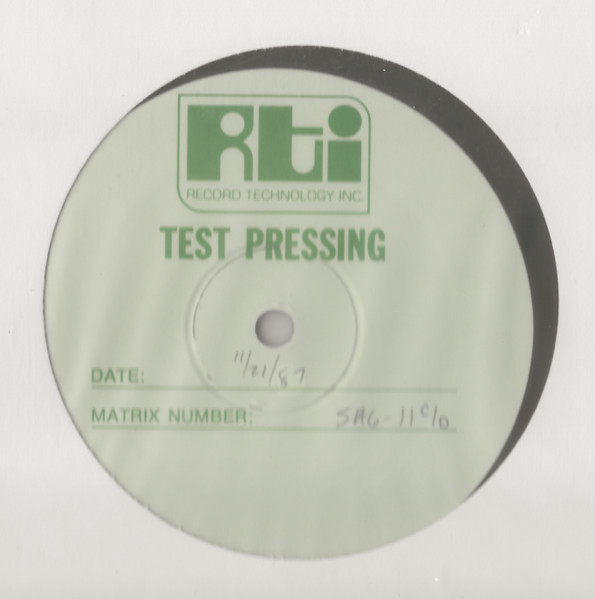 Rti
RECORD TECHNOLOGY INC.
TEST PRESSING
DATE: 11/21/87
MATRIX NUMBER: